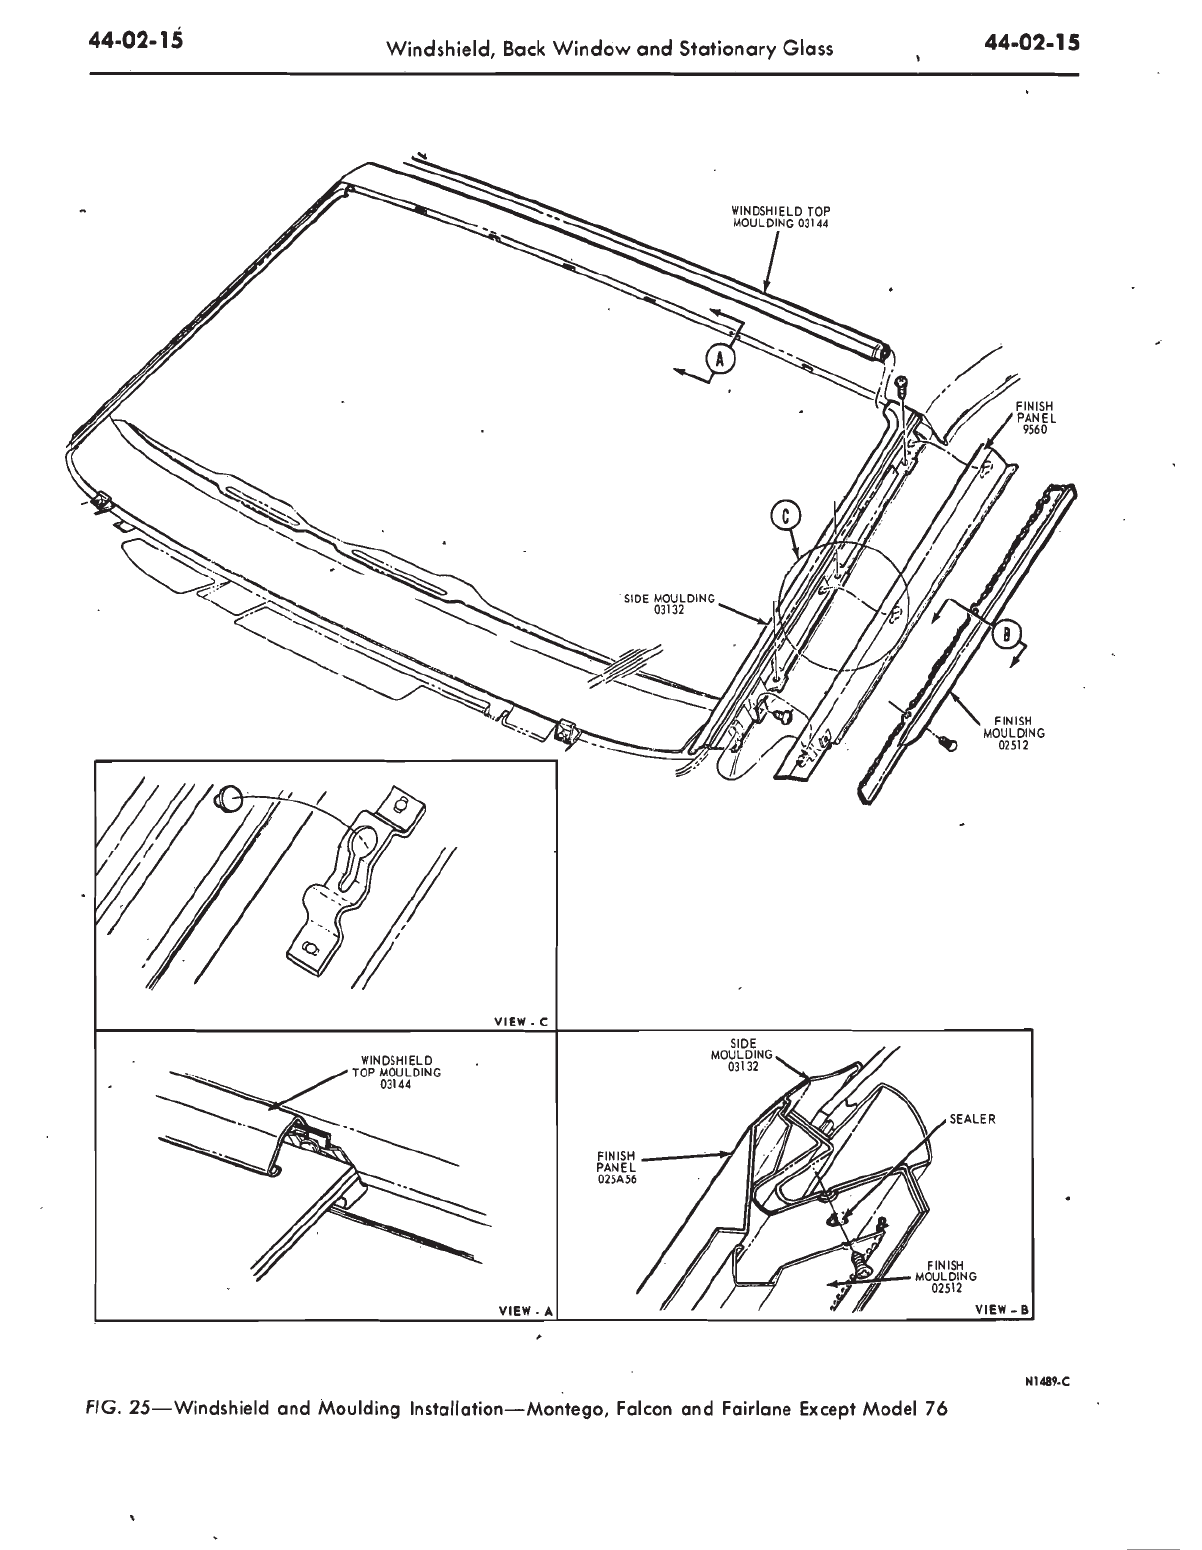 44-02-15
Windshield, Back Window and Stationary Glass
44-02-15
WINDSHIELD TOP
MOULDING 03144
A
FINISH
PANEL
9560
C
SIDE MOULDING
03132
B
FINISH
MOULDING
02512
VIEW - C
WINDSHIELD
TOP MOULDING
03144
VIEW - A
SIDE
MOULDING
03132
SEALER
FINISH
PANEL
025A56
FINISH
MOULDING
02512
VIEW - B
N1489-C
FIG. 25—Windshield and Moulding Installation—Montego, Falcon and Fairlane Except Model 76